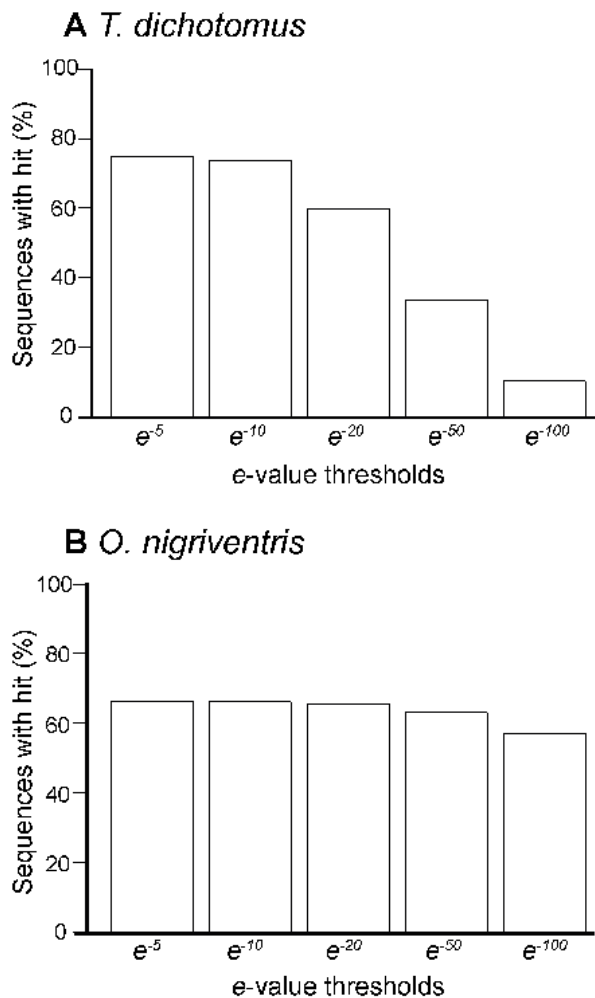 A T. dichotomus
Sequences with hit (%)
100
80
60
40
20
0
e-5 e-10 e-20 e-50 e-100
e-value thresholds
B O. nigriventris
Sequences with hit (%)
100
80
60
40
20
0
e-5 e-10 e-20 e-50 e-100
e-value thresholds